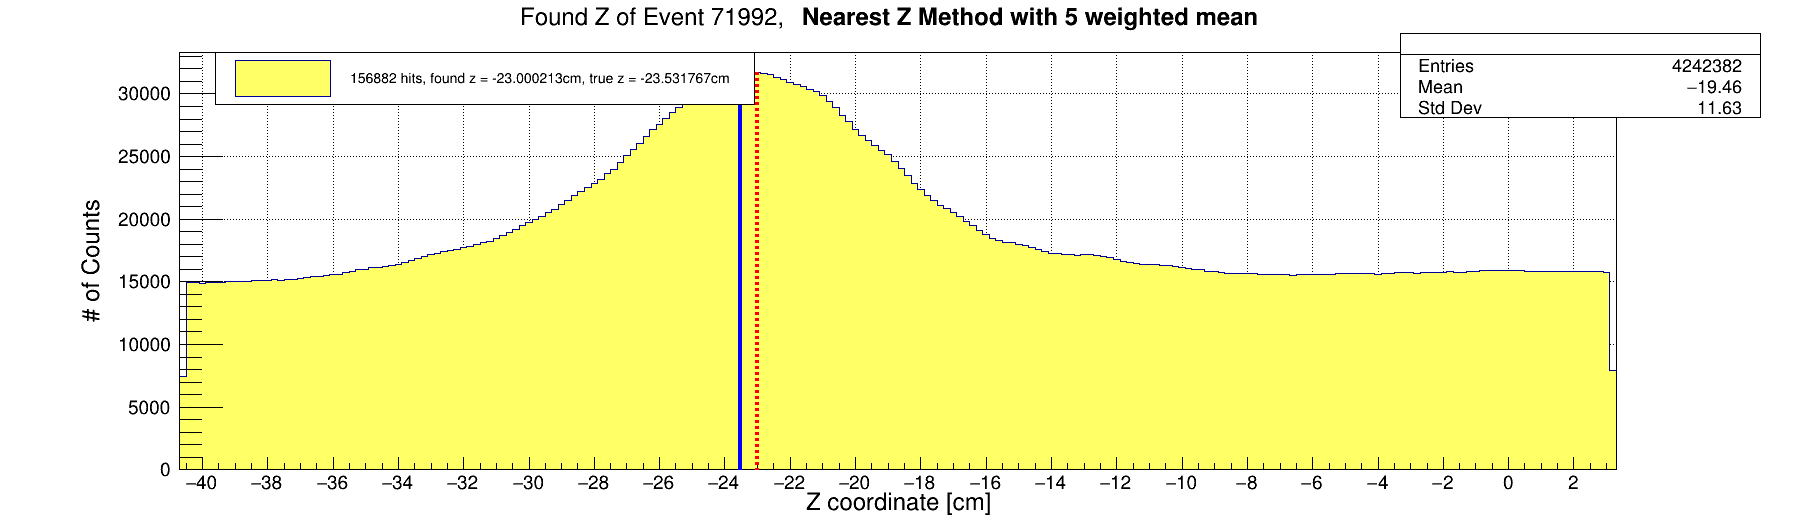 Found Z of Event 71992, Nearest Z Method with 5 weighted mean
156882 hits, found z = -23.000213cm, true z = -23.531767cm
Entries 4242382
Mean −19.46
Std Dev 11.63
# of Counts
30000
25000
20000
15000
10000
5000
0
−40 −38 −36 −34 −32 −30 −28 −26 −24 −22 −20 −18 −16 −14 −12 −10 −8 −6 −4 −2 0 2
Z coordinate [cm]